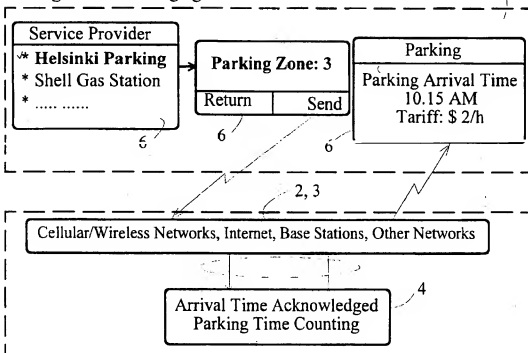 Service Provider
* Helsinki Parking
* Shell Gas Station
* ..... ......
6
Parking Zone: 3
Return
Send
6
Parking
Parking Arrival Time
10.15 AM
Tariff: $ 2/h
6
2, 3
Cellular/Wireless Networks, Internet, Base Stations, Other Networks
4
Arrival Time Acknowledged
Parking Time Counting